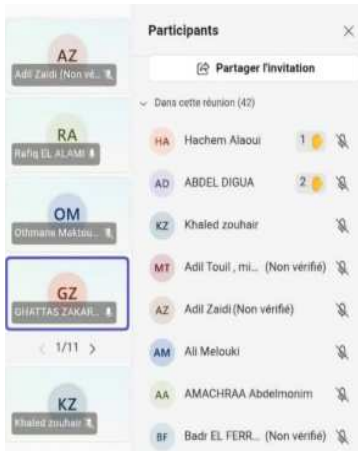 AZ
Adil Zaidi (Non vé...
RA
Rafiq EL ALAMI
OM
Othmane Maktou...
GZ
GHATTAS ZAKAR...
1/11
KZ
Khaled zouhair
Participants
Partager l'invitation
Dans cette réunion (42)
HA Hachem Alaoui 1
AD ABDEL DIGUA 2
KZ Khaled zouhair
MT Adil Touil , mi... (Non vérifié)
AZ Adil Zaidi (Non vérifié)
AM Ali Melouki
AA AMACHRAA Abdelmonim
BF Badr EL FERR... (Non vérifié)